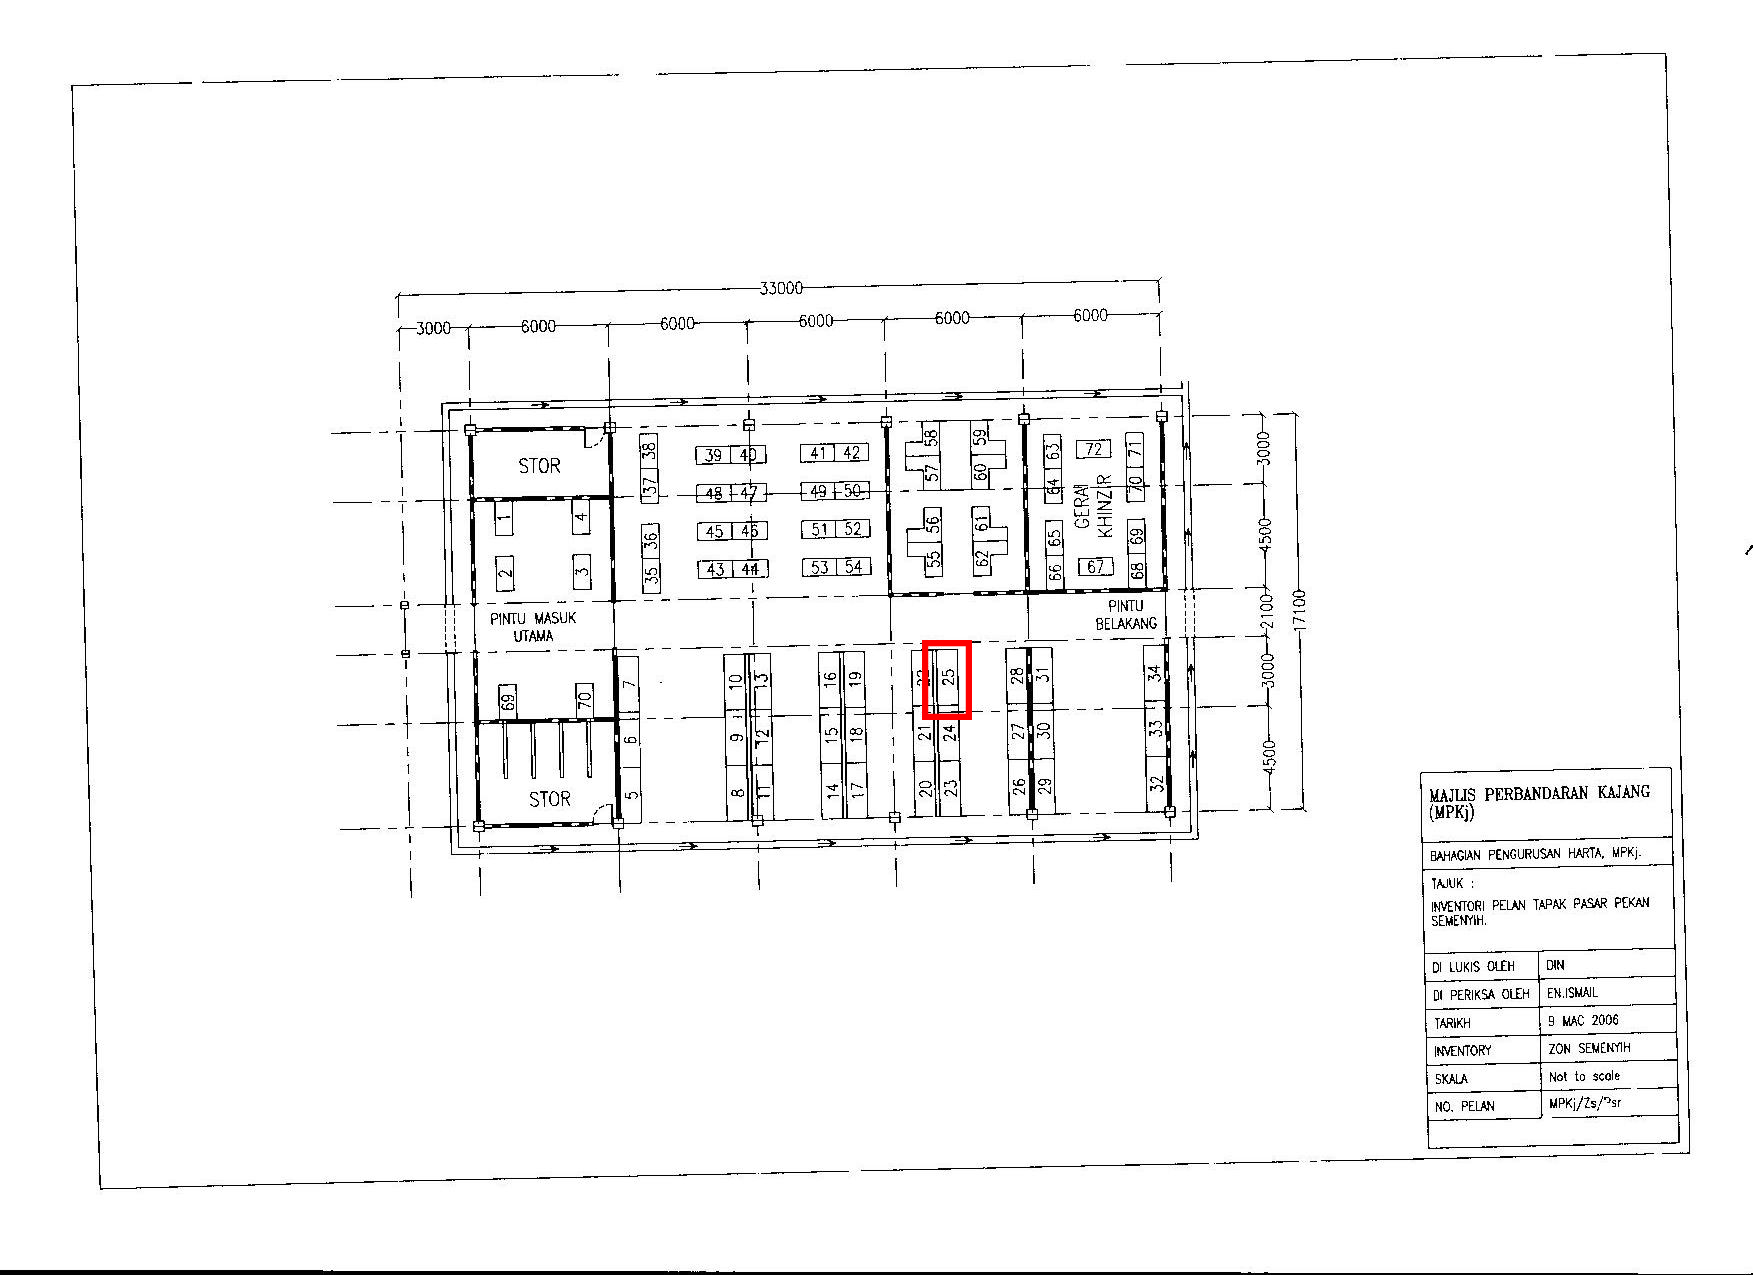 33000
3000 6000 6000 6000 6000 6000
STOR
38 39 40 41 42 58 59 63 72 71
37 48 47 49 50 57 60 64 70
GERAI
KHINZIR
1 4
36 45 46 51 52 56 61 65 69
2 3
35 43 44 53 54 55 62 66 67 68
PINTU MASUK
UTAMA
PINTU
BELAKANG
69 70
7 10 13 16 19 25 28 31 34
6 9 12 15 18 21 24 27 30 33
5 8 11 14 17 20 23 26 29 32
STOR
3000
4500
2100
3000
4500
17100
MAJLIS PERBANDARAN KAJANG
(MPKj)
BAHAGIAN PENGURUSAN HARTA, MPKj.
TAJUK :
INVENTORI PELAN TAPAK PASAR PEKAN
SEMENYIH.
DI LUKIS OLEH DIN
DI PERIKSA OLEH EN.ISMAIL
TARIKH 9 MAC 2006
INVENTORY ZON SEMENYIH
SKALA Not to scale
NO. PELAN MPKj/Zs/